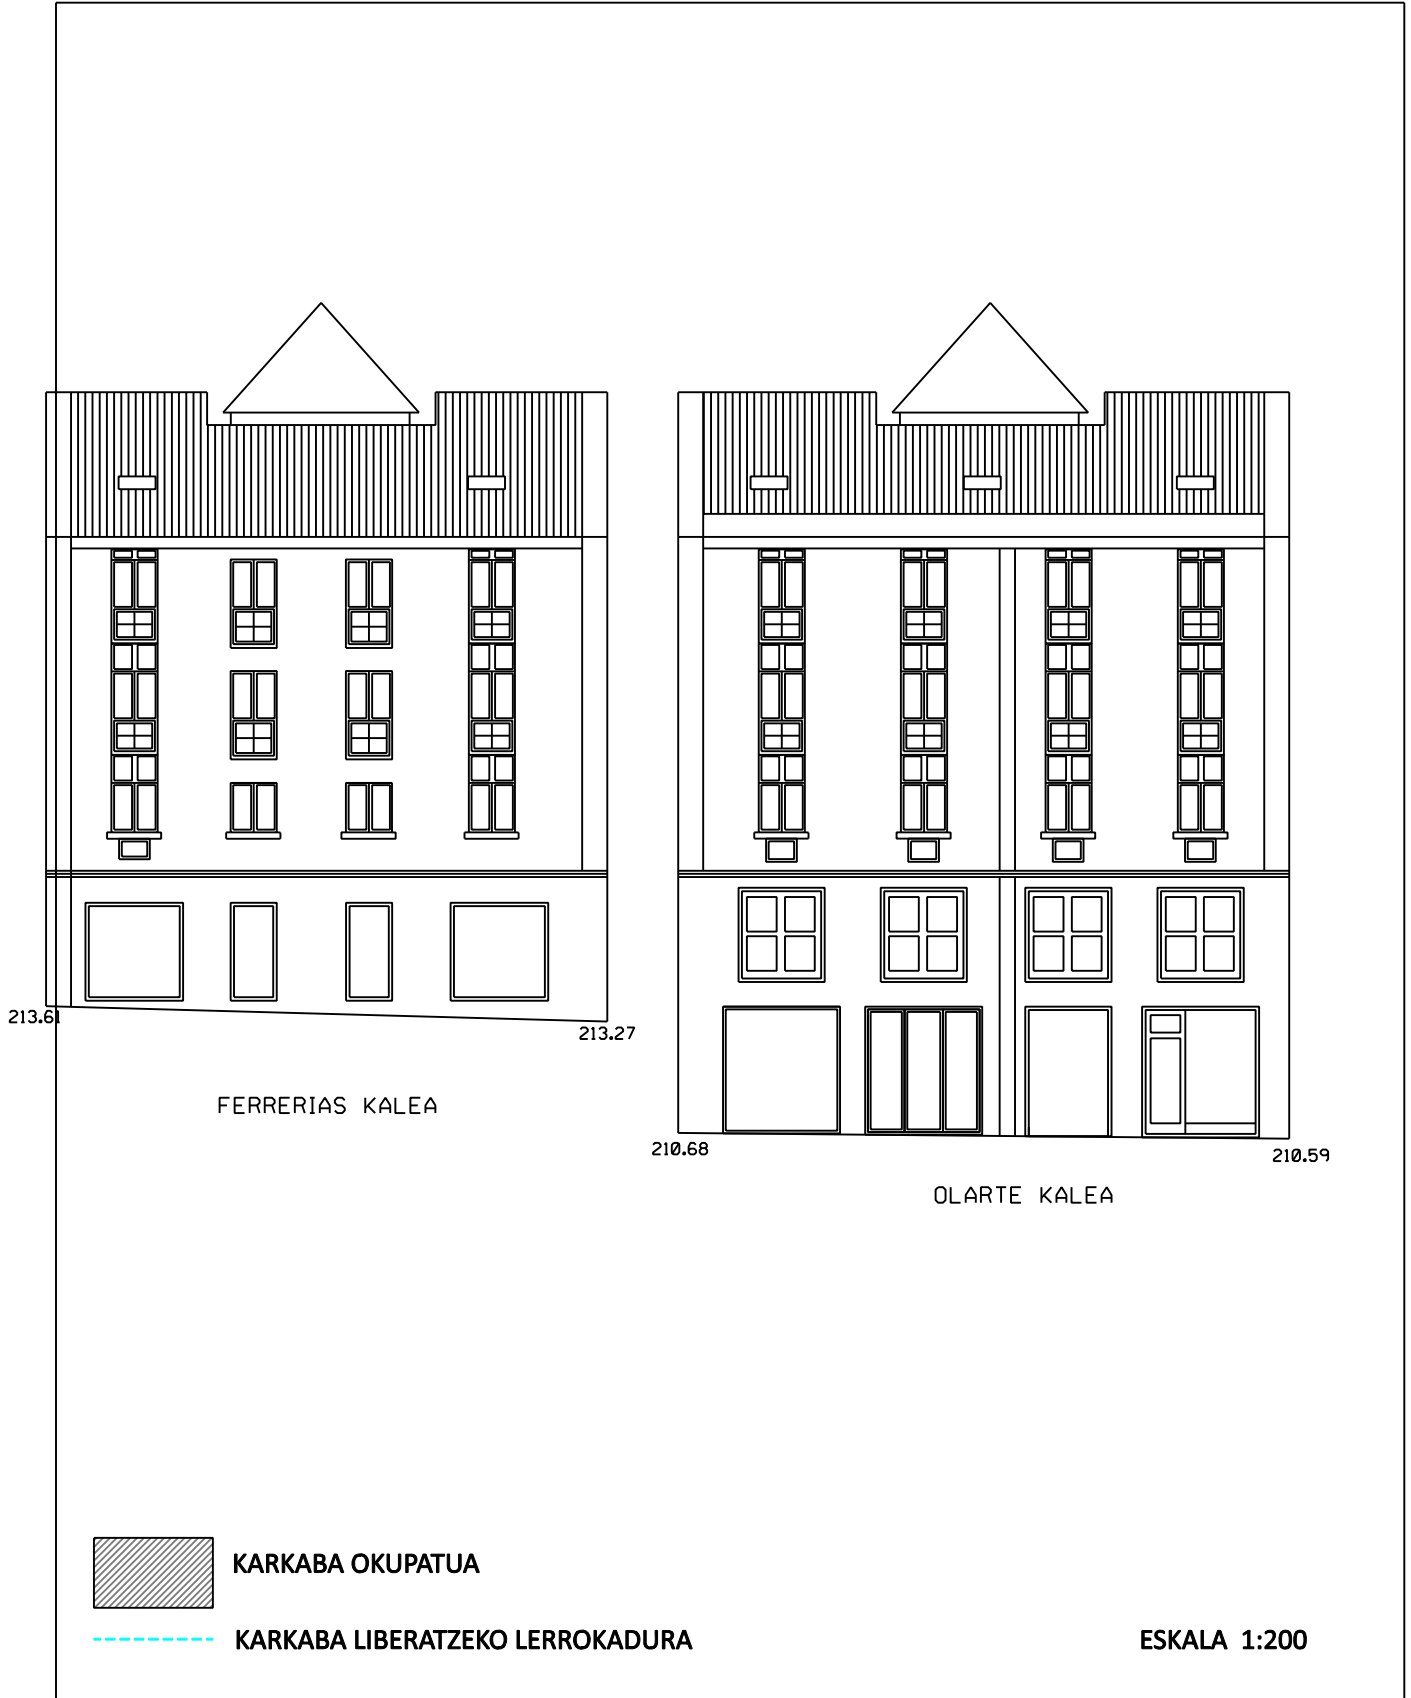 213.61
213.27
FERRERIAS KALEA
210.68
210.59
OLARTE KALEA
KARKABA OKUPATUA
KARKABA LIBERATZEKO LERROKADURA
ESKALA 1:200